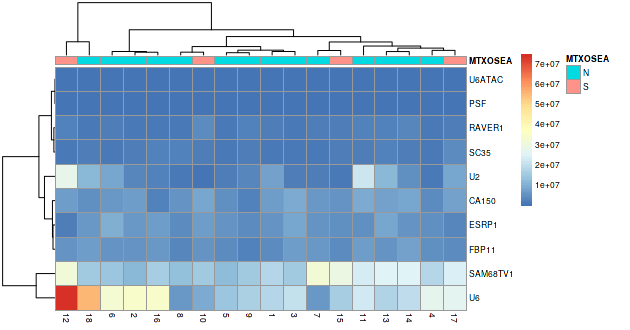 MTXOSEA
U6ATAC
PSF
RAVER1
SC35
U2
CA150
ESRP1
FBP11
SAM68TV1
U6
12 18 6 2 16 8 10 5 9 1 3 7 15 11 13 14 4 17
7e+07
6e+07
5e+07
4e+07
3e+07
2e+07
1e+07
MTXOSEA
N
S